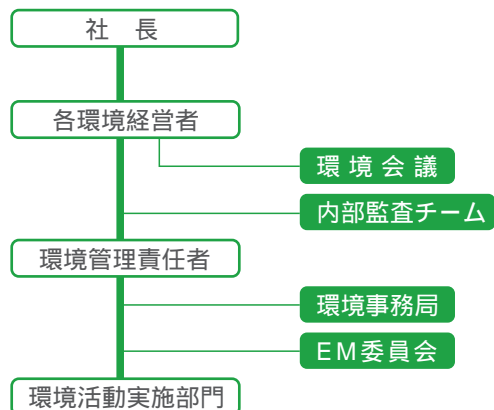 社　長
各環境経営者
環境会議
内部監査チーム
環境管理責任者
環境事務局
EM委員会
環境活動実施部門